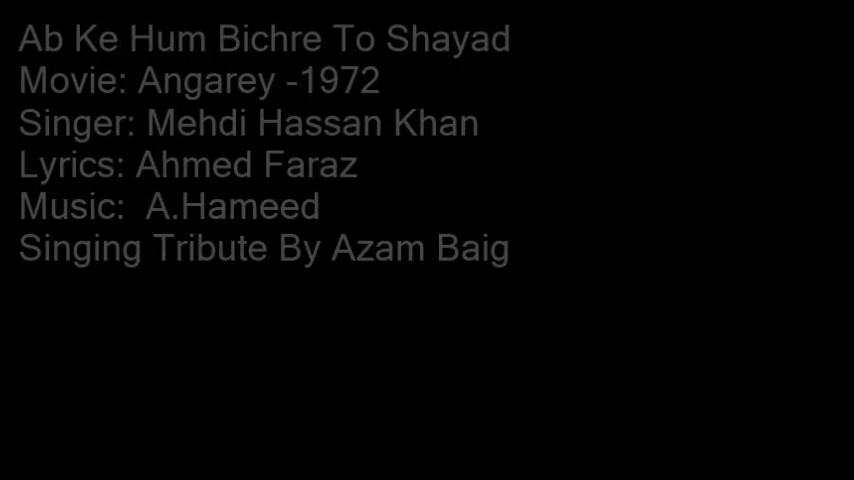 Ab Ke Hum Bichre To Shayad
Movie: Angarey -1972
Singer: Mehdi Hassan Khan
Lyrics: Ahmed Faraz
Music:  A.Hameed
Singing Tribute By Azam Baig